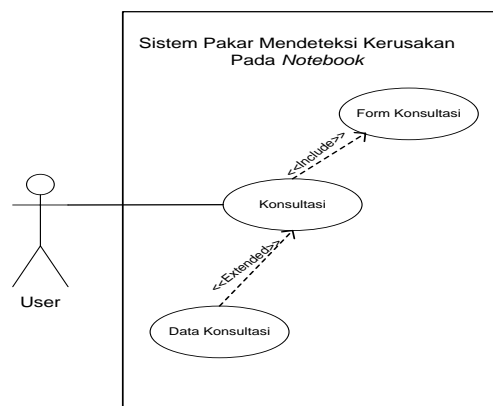 Sistem Pakar Mendeteksi Kerusakan
Pada Notebook
Form Konsultasi
<<Include>>
Konsultasi
<<Extended>>
User
Data Konsultasi